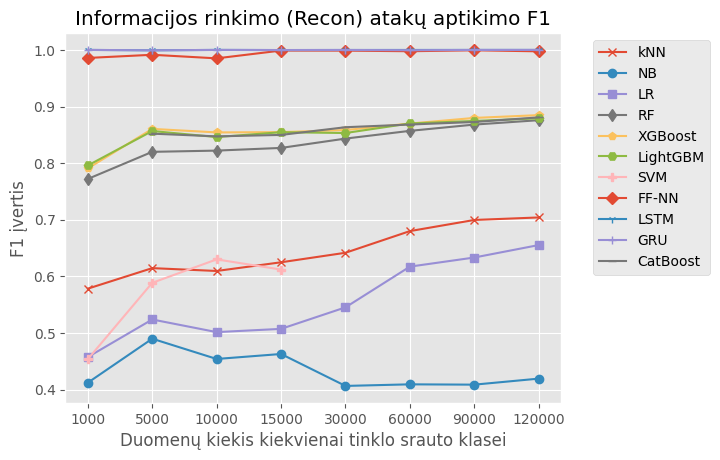 Informacijos rinkimo (Recon) atakų aptikimo F1
1.0
0.9
0.8
0.7
0.6
0.5
0.4
F1 įvertis
1000 5000 10000 15000 30000 60000 90000 120000
Duomenų kiekis kiekvienai tinklo srauto klasei
kNN
NB
LR
RF
XGBoost
LightGBM
SVM
FF-NN
LSTM
GRU
CatBoost